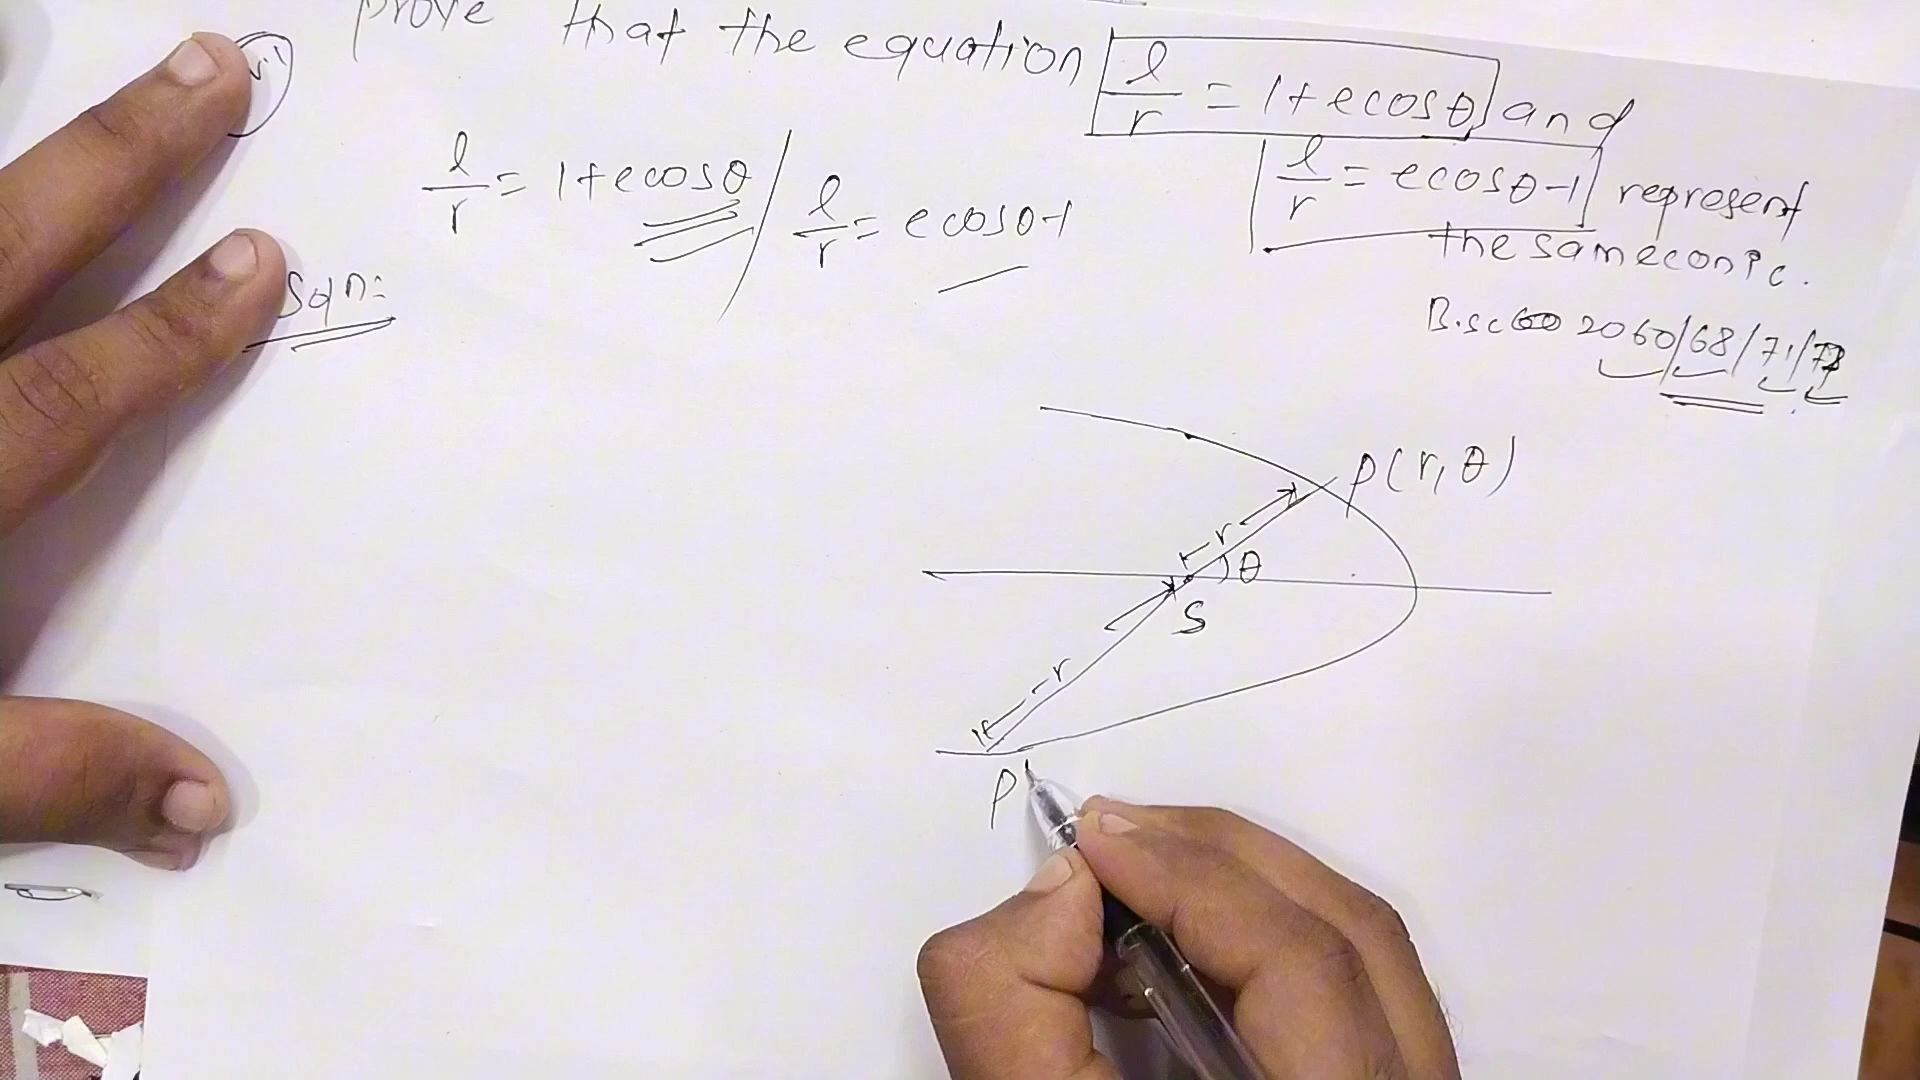 prove that the equation l/r = 1+ecosθ and
l/r = 1+ecosθ / l/r = ecosθ-1
l/r = ecosθ-1 represent
the same conic.
Soln:
B.sc 2060/68/71/
P(r, θ)
r
θ
S
-r
P'